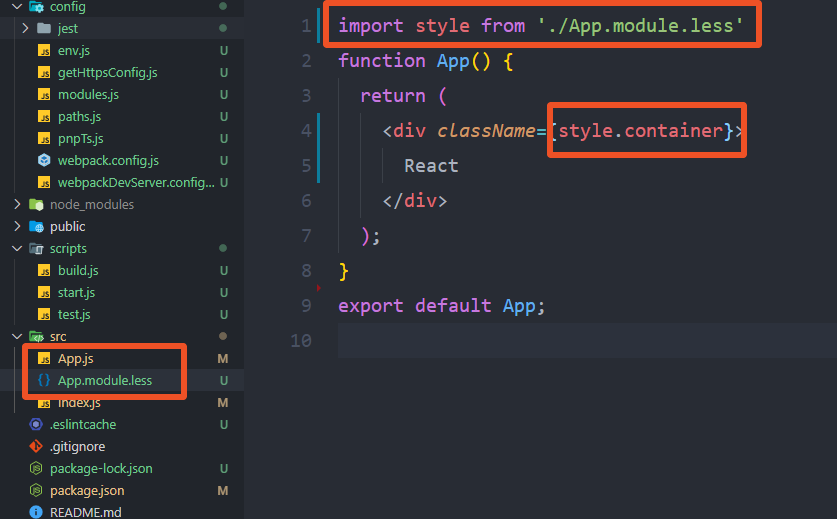 config
jest
env.js U
getHttpsConfig.js U
modules.js U
paths.js U
pnpTs.js U
webpack.config.js U
webpackDevServer.config... U
node_modules
public
scripts
build.js U
start.js U
test.js U
src
App.js M
App.module.less U
index.js M
.eslintcache U
.gitignore
package-lock.json U
package.json M
README.md
1 import style from './App.module.less'
2 function App() {
3 return (
4 <div className={style.container}>
5 React
6 </div>
7 );
8 }
9 export default App;
10